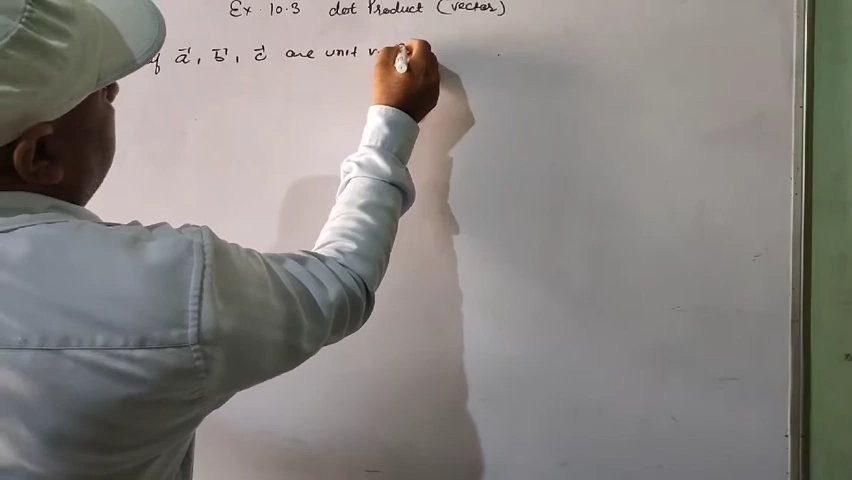 Ex. 10.3 dot Product (vector)
a⃗, b⃗, c⃗ are unit